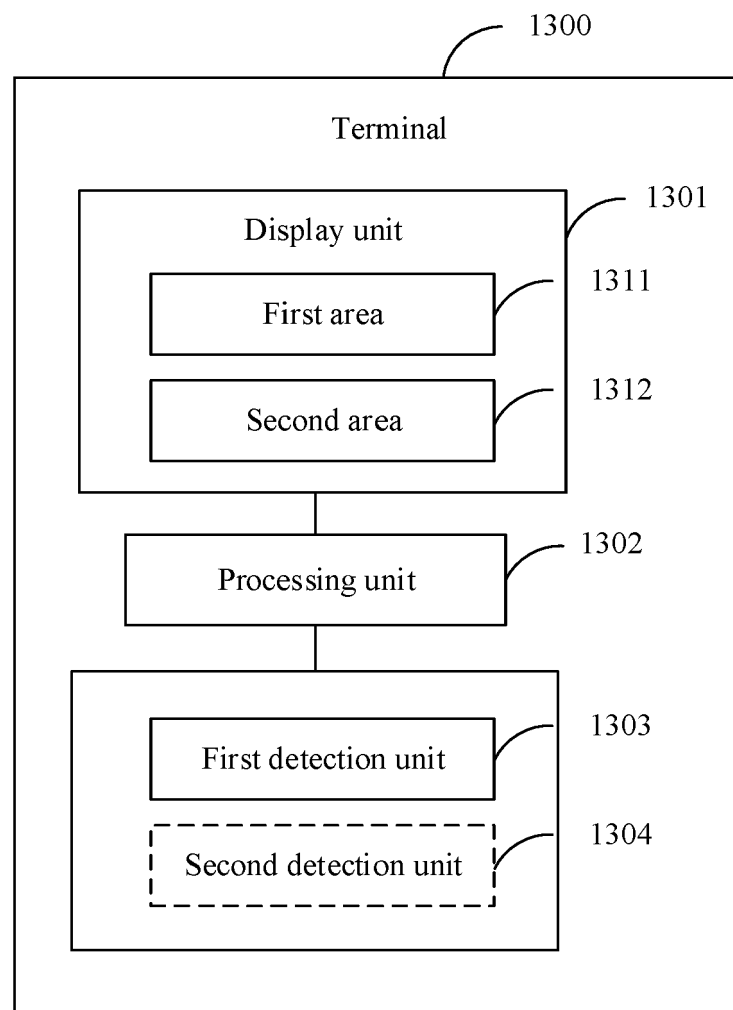 1300
Terminal
Display unit
1301
First area
1311
Second area
1312
Processing unit
1302
First detection unit
1303
Second detection unit
1304